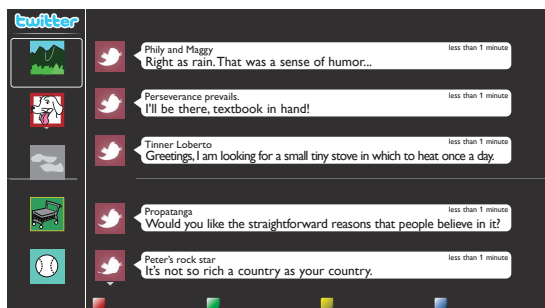 twitter
Phily and Maggy
less than 1 minute
Right as rain. That was a sense of humor...
Perseverance prevails.
less than 1 minute
I'll be there, textbook in hand!
Tinner Loberto
less than 1 minute
Greetings, I am looking for a small tiny stove in which to heat once a day.
Propatanga
less than 1 minute
Would you like the straightforward reasons that people believe in it?
Peter's rock star
less than 1 minute
It's not so rich a country as your country.